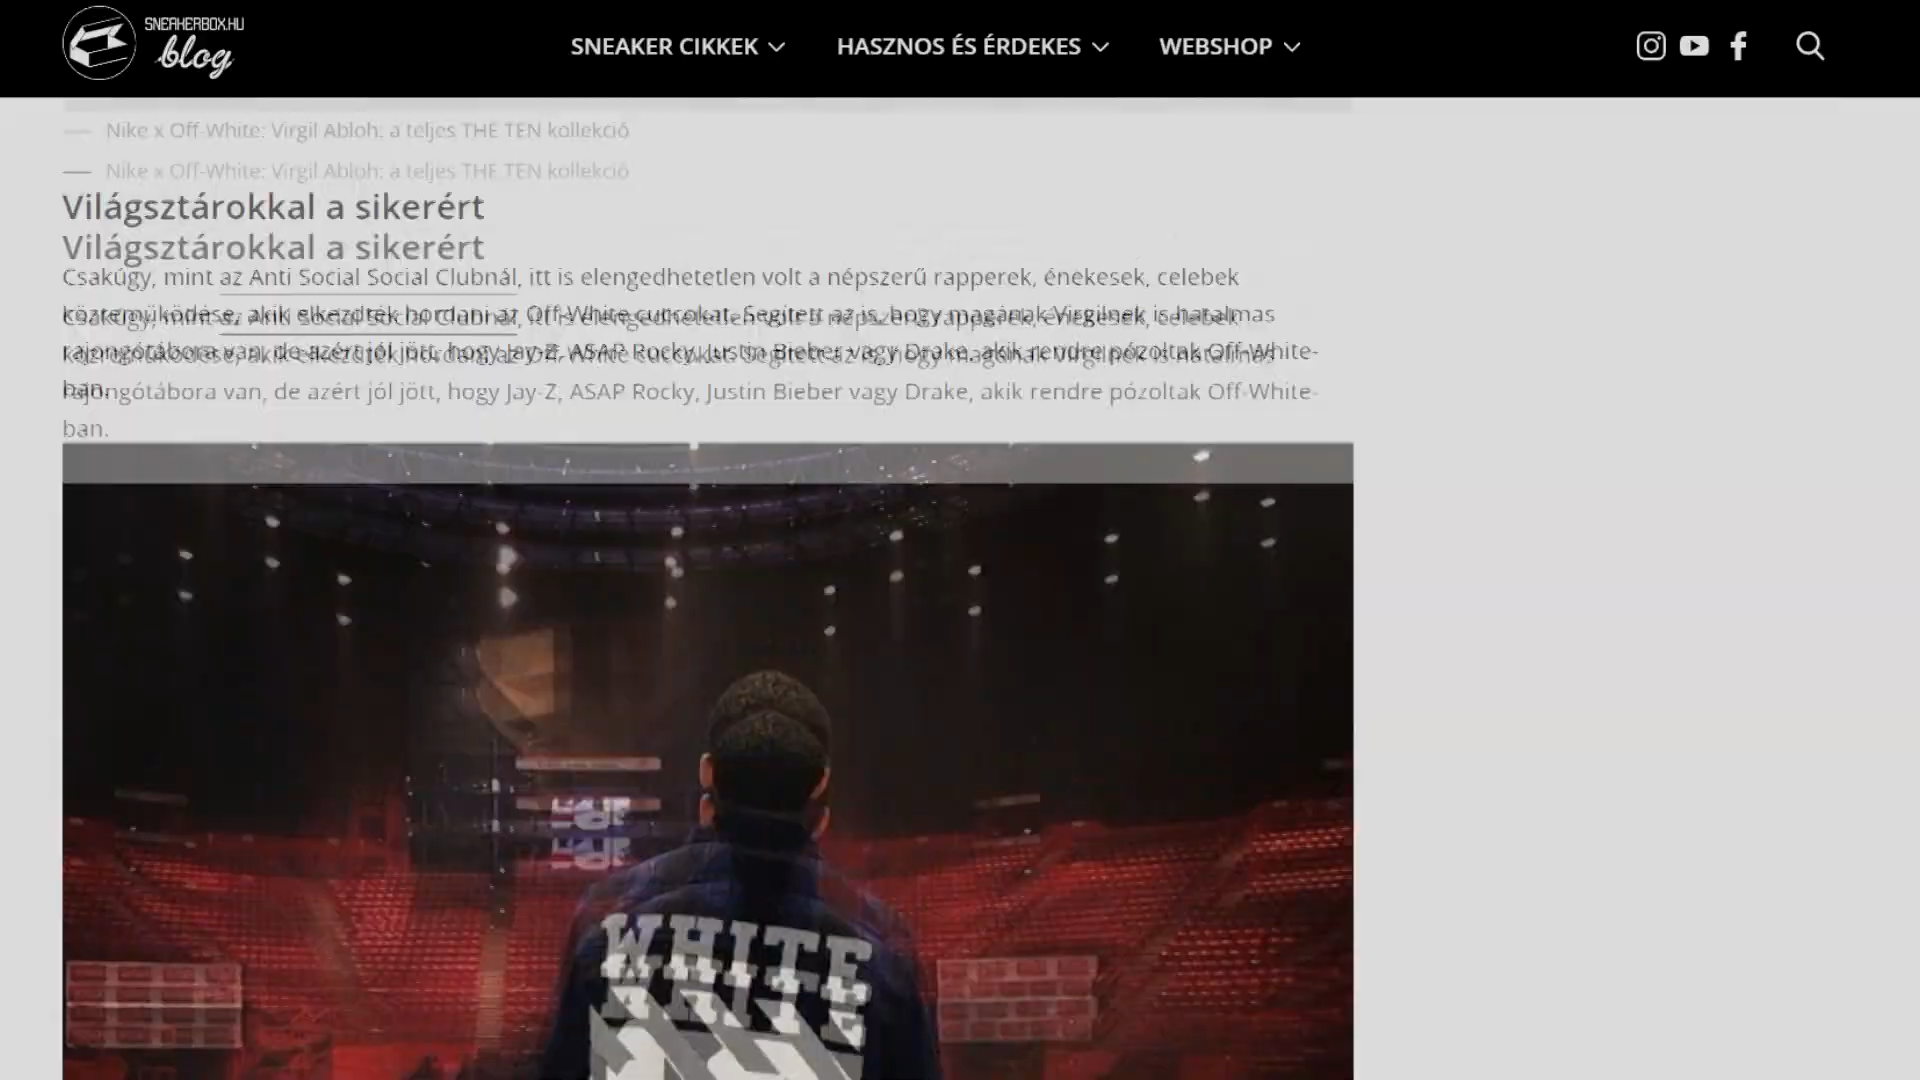 SNEAKERBOX.HU
blog
SNEAKER CIKKEK
HASZNOS ÉS ÉRDEKES
WEBSHOP
Nike x Off-White: Virgil Abloh: a teljes THE TEN kollekció
Nike x Off-White: Virgil Abloh: a teljes THE TEN kollekció
Világsztárokkal a sikerért
Világsztárokkal a sikerért
Csakúgy, mint az Anti Social Social Clubnál, itt is elengedhetetlen volt a népszerű rapperek, énekesek, celebek
közreműködése, akik elkezdték hordani az Off-White cuccokat. Segített az is, hogy magának Virgilnek is hatalmas
rajongótábora van, de azért jól jött, hogy Jay-Z, ASAP Rocky, Justin Bieber vagy Drake, akik rendre pózoltak Off-White-
ban.
rajongótábora van, de azért jól jött, hogy Jay-Z, ASAP Rocky, Justin Bieber vagy Drake, akik rendre pózoltak Off-White-
ban.
WHITE
WHITE